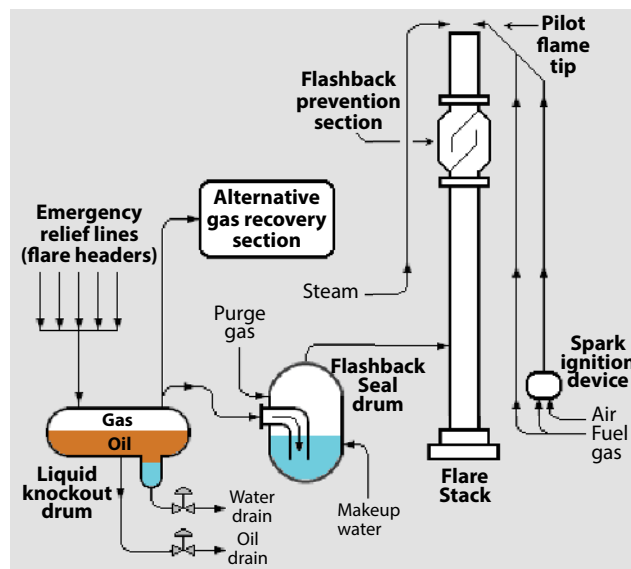 Pilot
flame
tip
Flashback
prevention
section
Alternative
gas recovery
section
Emergency
relief lines
(flare headers)
Steam
Purge
gas
Flashback
Seal
drum
Spark
ignition
device
Air
Fuel
gas
Gas
Oil
Liquid
knockout
drum
Water
drain
Oil
drain
Makeup
water
Flare
Stack